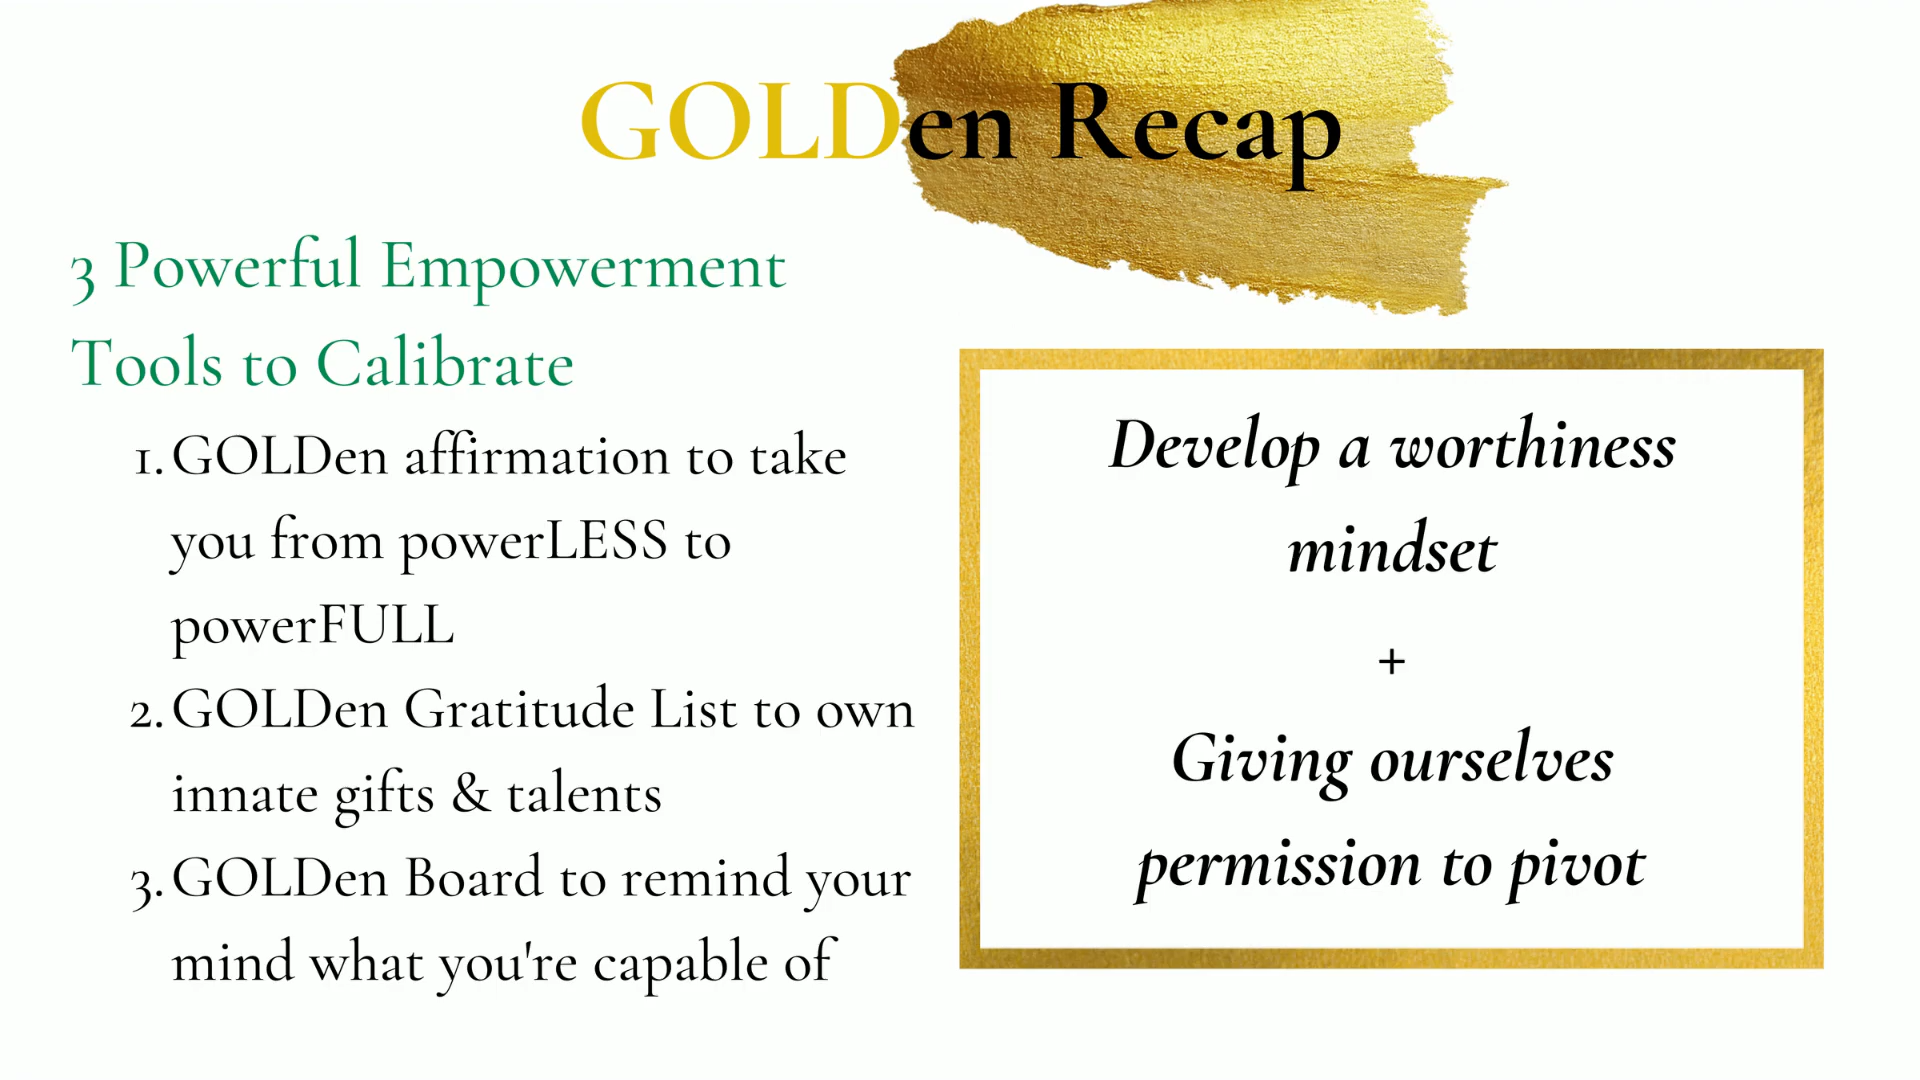 GOLDen Recap
3 Powerful Empowerment
Tools to Calibrate
1. GOLDen affirmation to take
you from powerLESS to
powerFULL
2. GOLDen Gratitude List to own
innate gifts & talents
3. GOLDen Board to remind your
mind what you're capable of
Develop a worthiness
mindset
+
Giving ourselves
permission to pivot